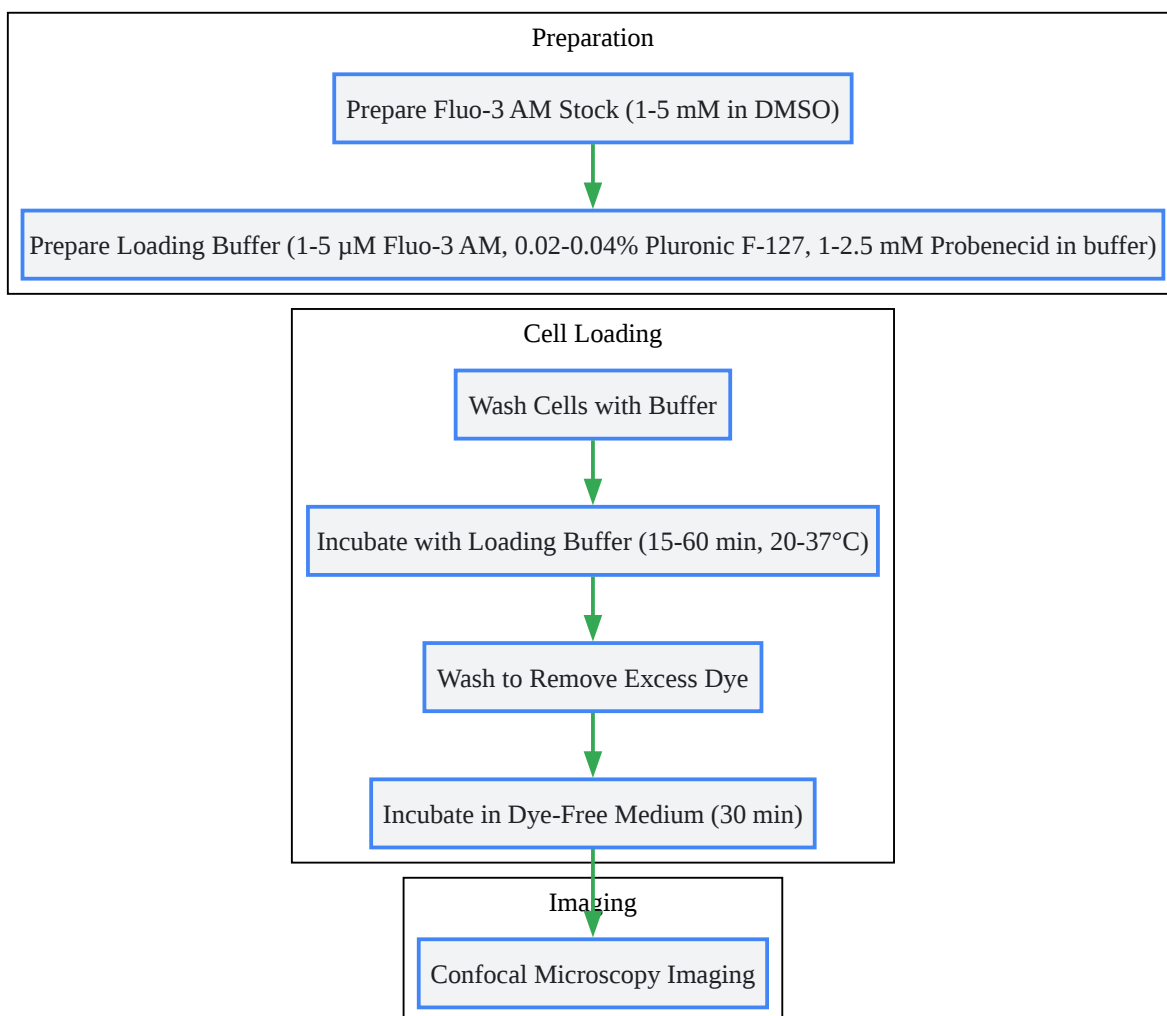 Preparation
Prepare Fluo-3 AM Stock (1-5 mM in DMSO)
Prepare Loading Buffer (1-5 µM Fluo-3 AM, 0.02-0.04% Pluronic F-127, 1-2.5 mM Probenecid in buffer)
Cell Loading
Wash Cells with Buffer
Incubate with Loading Buffer (15-60 min, 20-37°C)
Wash to Remove Excess Dye
Incubate in Dye-Free Medium (30 min)
Imaging
Confocal Microscopy Imaging